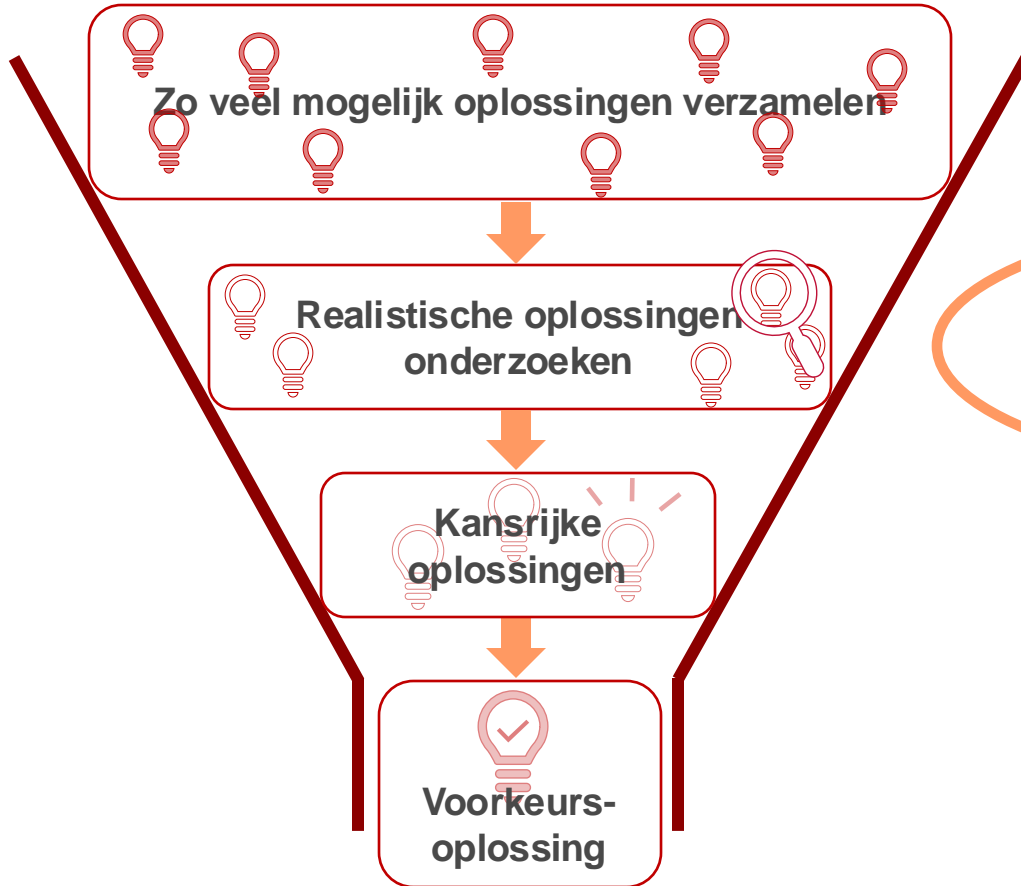 Zo veel mogelijk oplossingen verzamelen
Realistische oplossingen
onderzoeken
Kansrijke
oplossingen
Voorkeurs-
oplossing